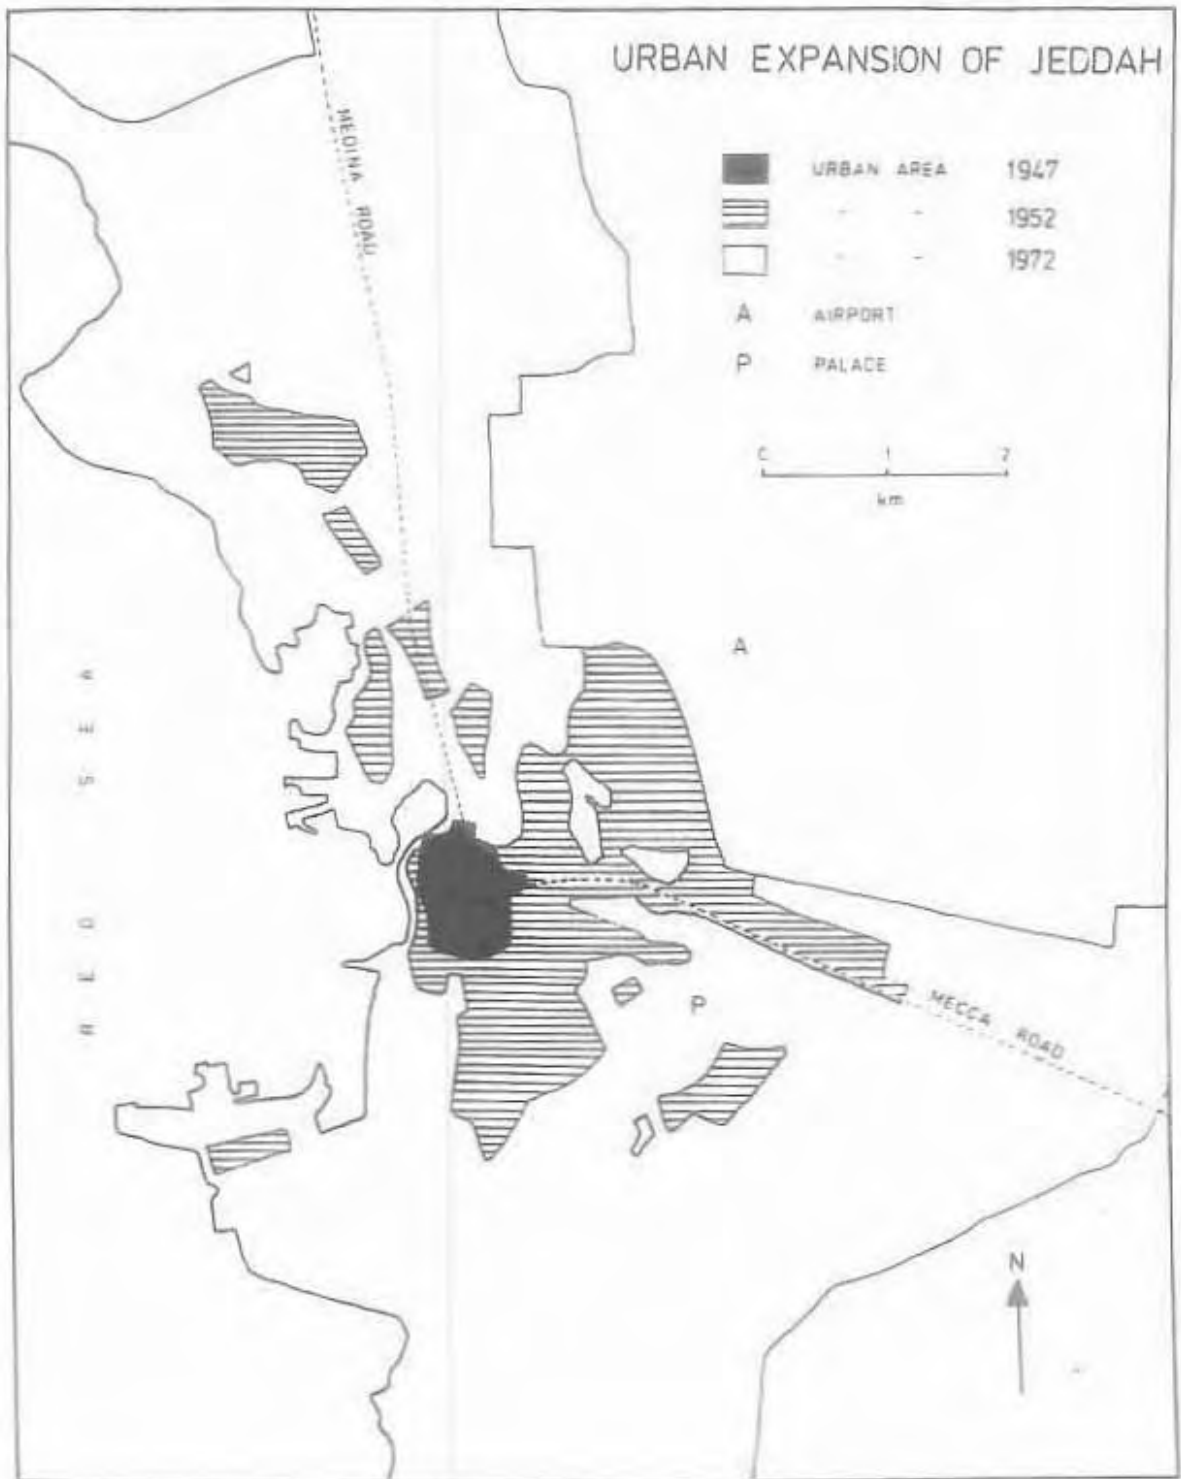 URBAN EXPANSION OF JEDDAH
URBAN AREA 1947
- - 1952
- - 1972
A AIRPORT
P PALACE
0 1 2
km
MEDINA ROAD
A
RED SEA
P
MECCA ROAD
N